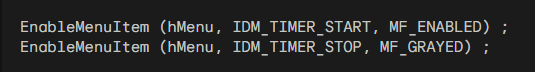 EnableMenuItem (hMenu, IDM_TIMER_START, MF_ENABLED) ;
EnableMenuItem (hMenu, IDM_TIMER_STOP, MF_GRAYED) ;